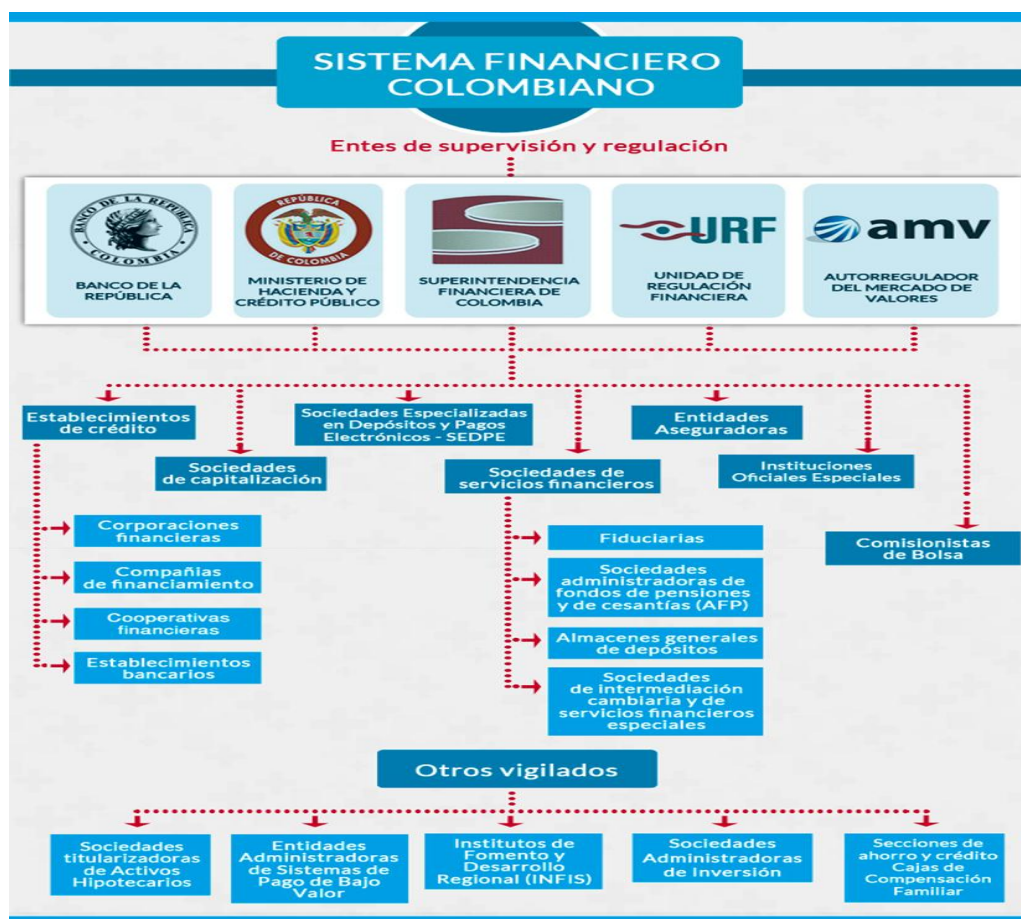 SISTEMA FINANCIERO
COLOMBIANO
Entes de supervisión y regulación
BANCO DE LA REPÚBLICA
COLOMBIA
BANCO DE LA
REPÚBLICA
REPÚBLICA
DE COLOMBIA
MINISTERIO DE
HACIENDA Y
CRÉDITO PÚBLICO
SUPERINTENDENCIA
FINANCIERA DE
COLOMBIA
URF
UNIDAD DE
REGULACIÓN
FINANCIERA
amv
AUTORREGULADOR
DEL MERCADO DE
VALORES
Establecimientos
de crédito
Sociedades
de capitalización
Sociedades Especializadas
en Depósitos y Pagos
Electrónicos - SEDPE
Sociedades de
servicios financieros
Entidades
Aseguradoras
Instituciones
Oficiales Especiales
Comisionistas
de Bolsa
Corporaciones
financieras
Compañias
de financiamiento
Cooperativas
financieras
Establecimientos
bancarios
Fiduciarias
Sociedades
administradoras de
fondos de pensiones
y de cesantías (AFP)
Almacenes generales
de depósitos
Sociedades
de intermediación
cambiaria y de
servicios financieros
especiales
Otros vigilados
Sociedades
titularizadoras
de Activos
Hipotecarios
Entidades
Administradoras
de Sistemas de
Pago de Bajo
Valor
Institutos de
Fomento y
Desarrollo
Regional (INFIS)
Sociedades
Administradoras
de Inversión
Secciones de
ahorro y crédito
Cajas de
Compensación
Familiar